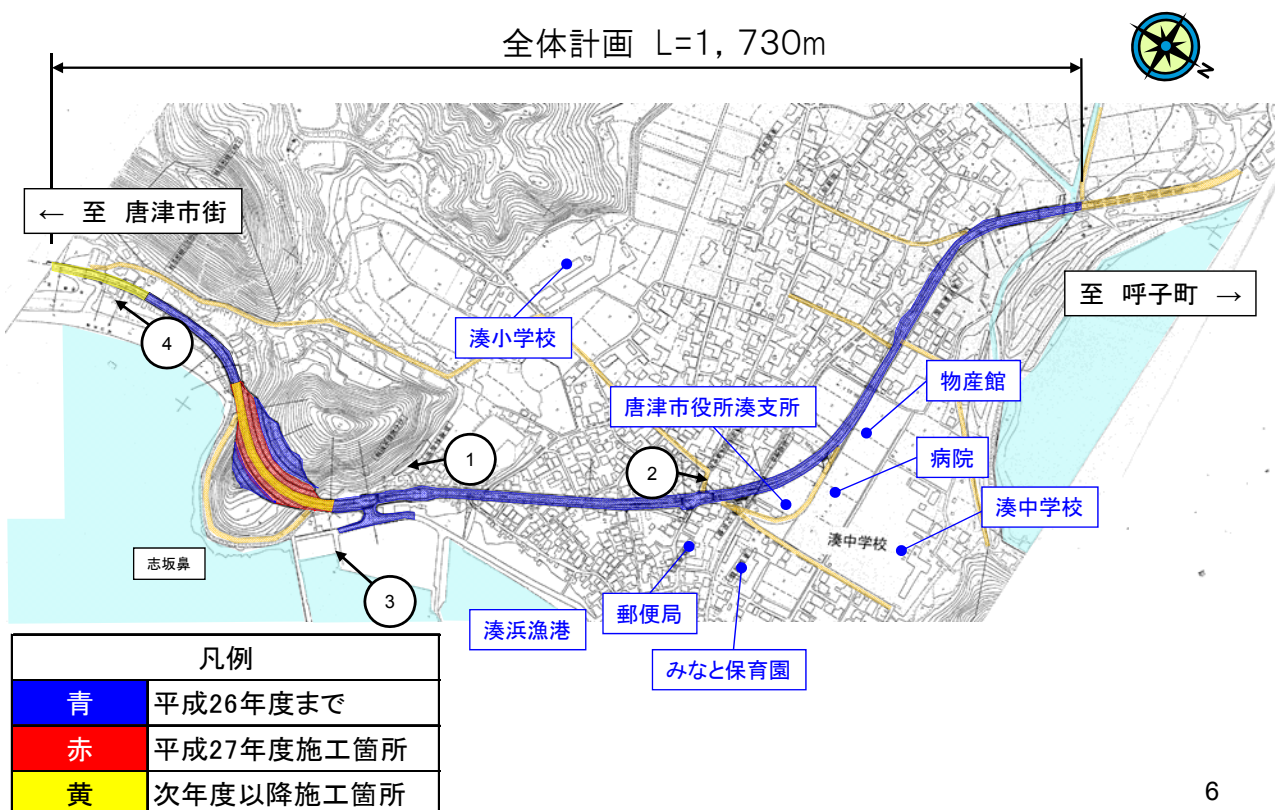 全体計画 L=1, 730m
N
← 至 唐津市街
至 呼子町 →
4
湊小学校
物産館
唐津市役所湊支所
1
2
病院
湊中学校
湊中学校
志坂鼻
3
湊浜漁港
郵便局
みなと保育園
凡例
青 平成26年度まで
赤 平成27年度施工箇所
黄 次年度以降施工箇所
6